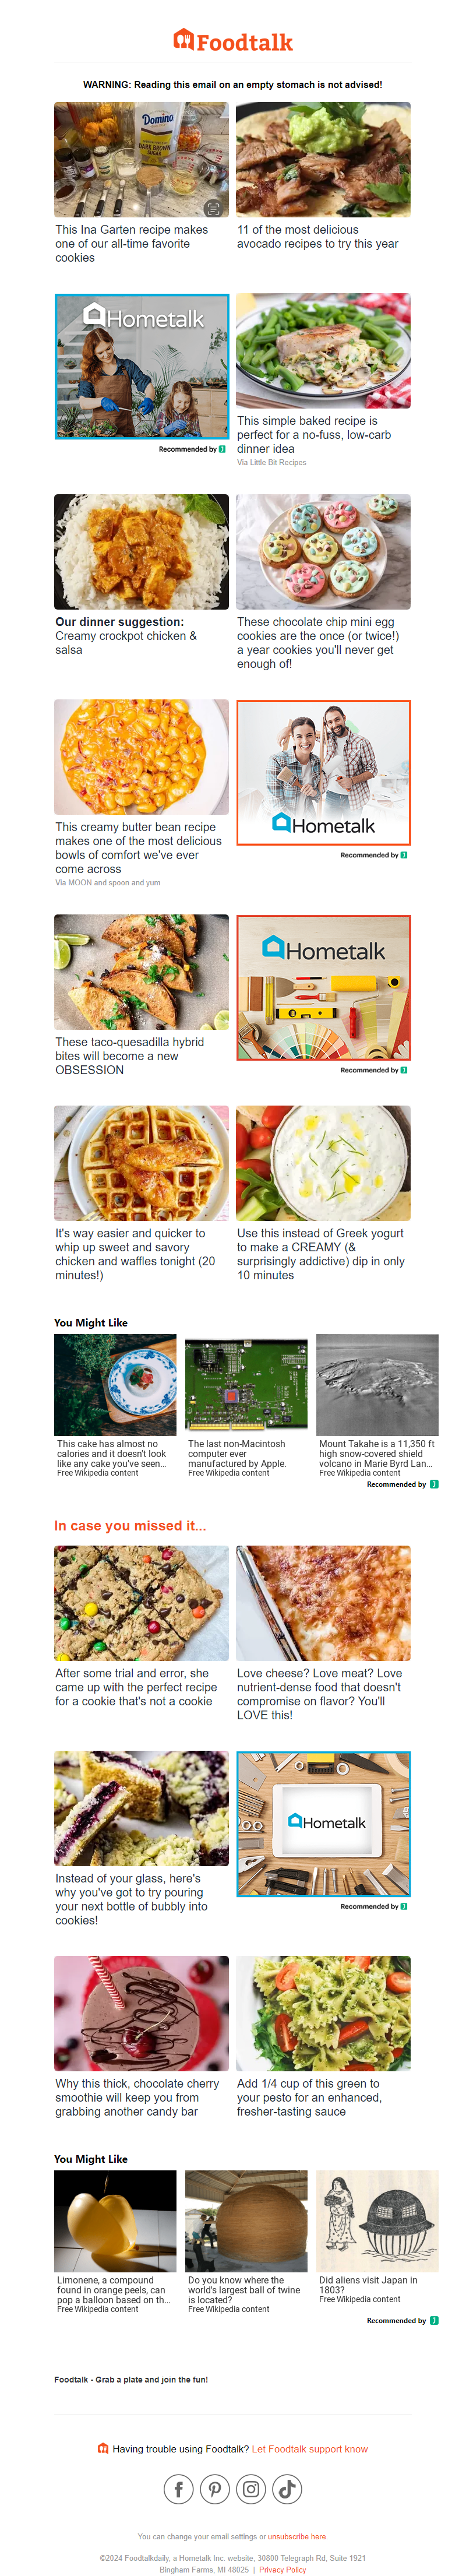 Foodtalk
WARNING: Reading this email on an empty stomach is not advised!
Domino
DARK BROWN
SUGAR
This Ina Garten recipe makes
one of our all-time favorite
cookies
11 of the most delicious
avocado recipes to try this year
Hometalk
Recommended by
This simple baked recipe is
perfect for a no-fuss, low-carb
dinner idea
Via Little Bit Recipes
Our dinner suggestion:
Creamy crockpot chicken &
salsa
These chocolate chip mini egg
cookies are the once (or twice!)
a year cookies you'll never get
enough of!
This creamy butter bean recipe
makes one of the most delicious
bowls of comfort we've ever
come across
Via MOON and spoon and yum
Hometalk
Recommended by
These taco-quesadilla hybrid
bites will become a new
OBSESSION
Hometalk
Recommended by
It's way easier and quicker to
whip up sweet and savory
chicken and waffles tonight (20
minutes!)
Use this instead of Greek yogurt
to make a CREAMY (&
surprisingly addictive) dip in only
10 minutes
You Might Like
This cake has almost no
calories and it doesn't look
like any cake you've seen...
Free Wikipedia content
The last non-Macintosh
computer ever
manufactured by Apple.
Free Wikipedia content
Mount Takahe is a 11,350 ft
high snow-covered shield
volcano in Marie Byrd Lan...
Free Wikipedia content
Recommended by
In case you missed it...
After some trial and error, she
came up with the perfect recipe
for a cookie that's not a cookie
Love cheese? Love meat? Love
nutrient-dense food that doesn't
compromise on flavor? You'll
LOVE this!
Instead of your glass, here's
why you've got to try pouring
your next bottle of bubbly into
cookies!
Hometalk
Recommended by
Why this thick, chocolate cherry
smoothie will keep you from
grabbing another candy bar
Add 1/4 cup of this green to
your pesto for an enhanced,
fresher-tasting sauce
You Might Like
Limonene, a compound
found in orange peels, can
pop a balloon based on th...
Free Wikipedia content
Do you know where the
world's largest ball of twine
is located?
Free Wikipedia content
Did aliens visit Japan in
1803?
Free Wikipedia content
Recommended by
Foodtalk - Grab a plate and join the fun!
Having trouble using Foodtalk? Let Foodtalk support know
You can change your email settings or unsubscribe here.
©2024 Foodtalkdaily, a Hometalk Inc. website, 30800 Telegraph Rd, Suite 1921
Bingham Farms, MI 48025 | Privacy Policy